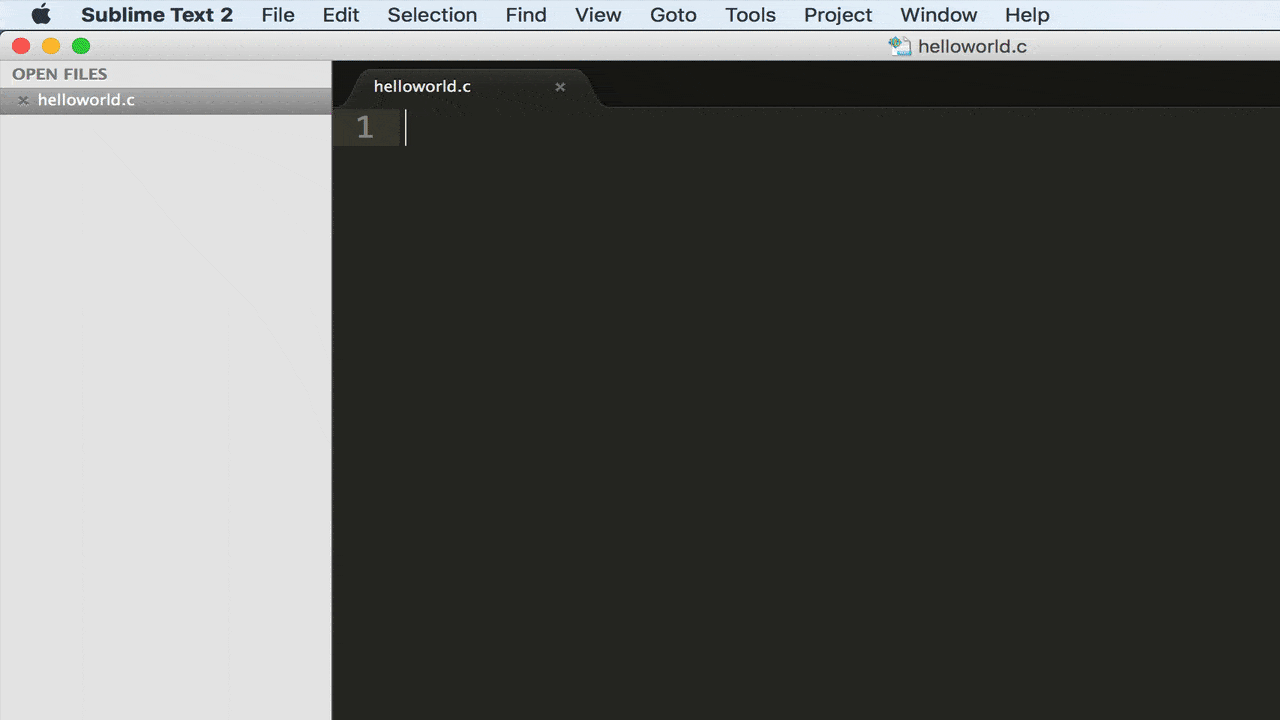 Sublime Text 2 File Edit Selection Find View Goto Tools Project Window Help
helloworld.c
OPEN FILES
helloworld.c
helloworld.c
1